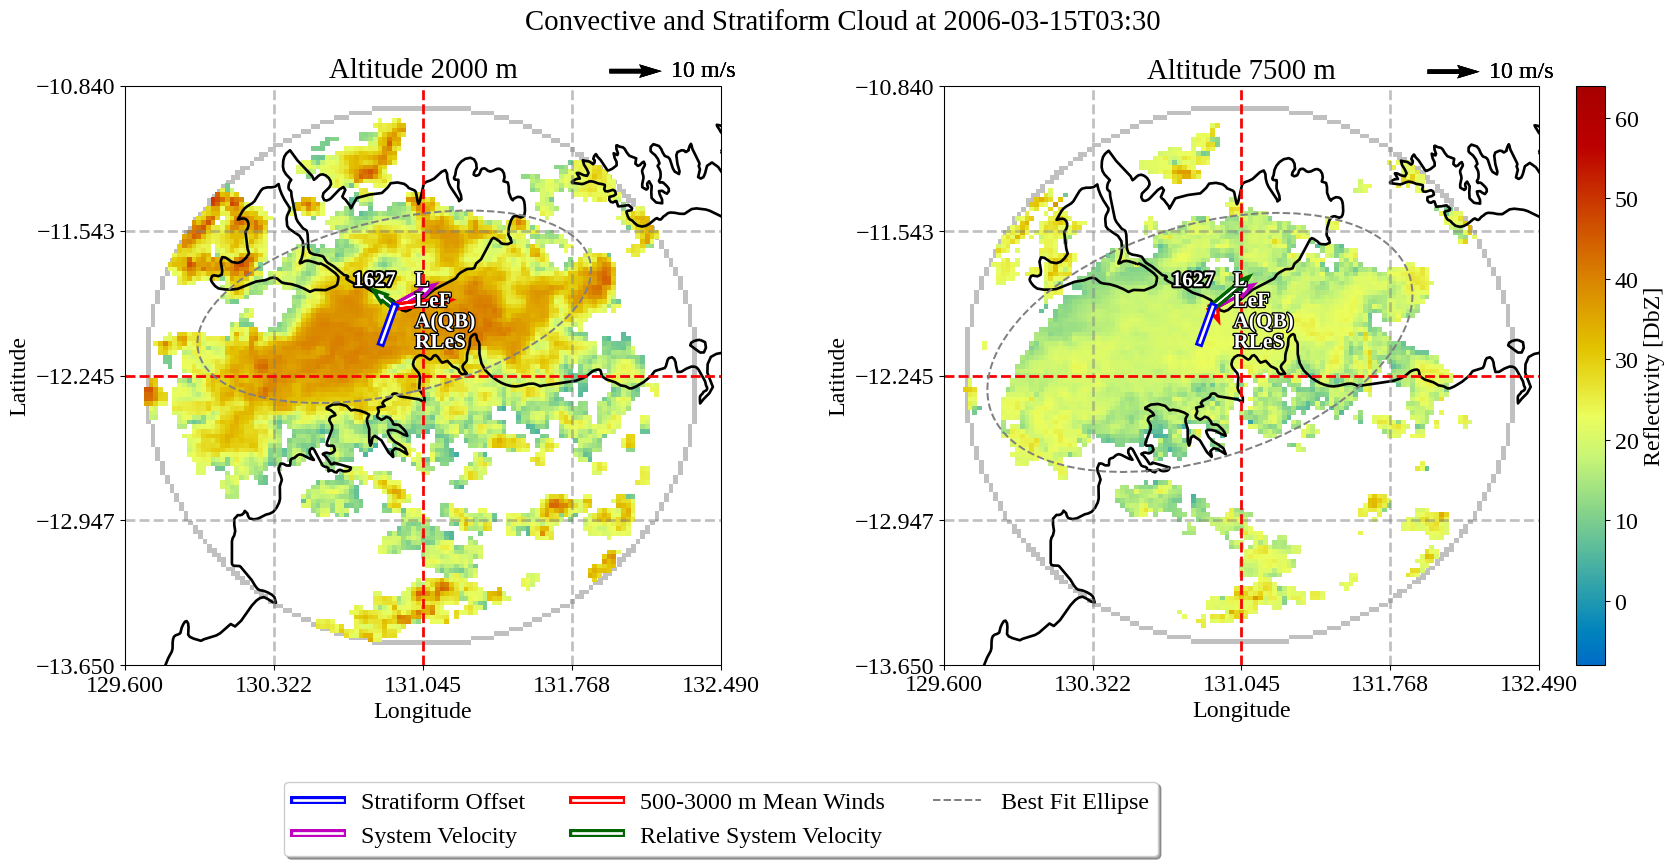 Convective and Stratiform Cloud at 2006-03-15T03:30
Altitude 2000 m
10 m/s
−10.840
−11.543
−12.245
−12.947
−13.650
129.600
130.322
131.045
131.768
132.490
Longitude
Latitude
1627
L
LeF
A(QB)
RLeS
Altitude 7500 m
10 m/s
−10.840
−11.543
−12.245
−12.947
−13.650
129.600
130.322
131.045
131.768
132.490
Longitude
Latitude
1627
L
LeF
A(QB)
RLeS
60
50
40
30
20
10
0
Reflectivity [DbZ]
Stratiform Offset
System Velocity
500-3000 m Mean Winds
Relative System Velocity
Best Fit Ellipse